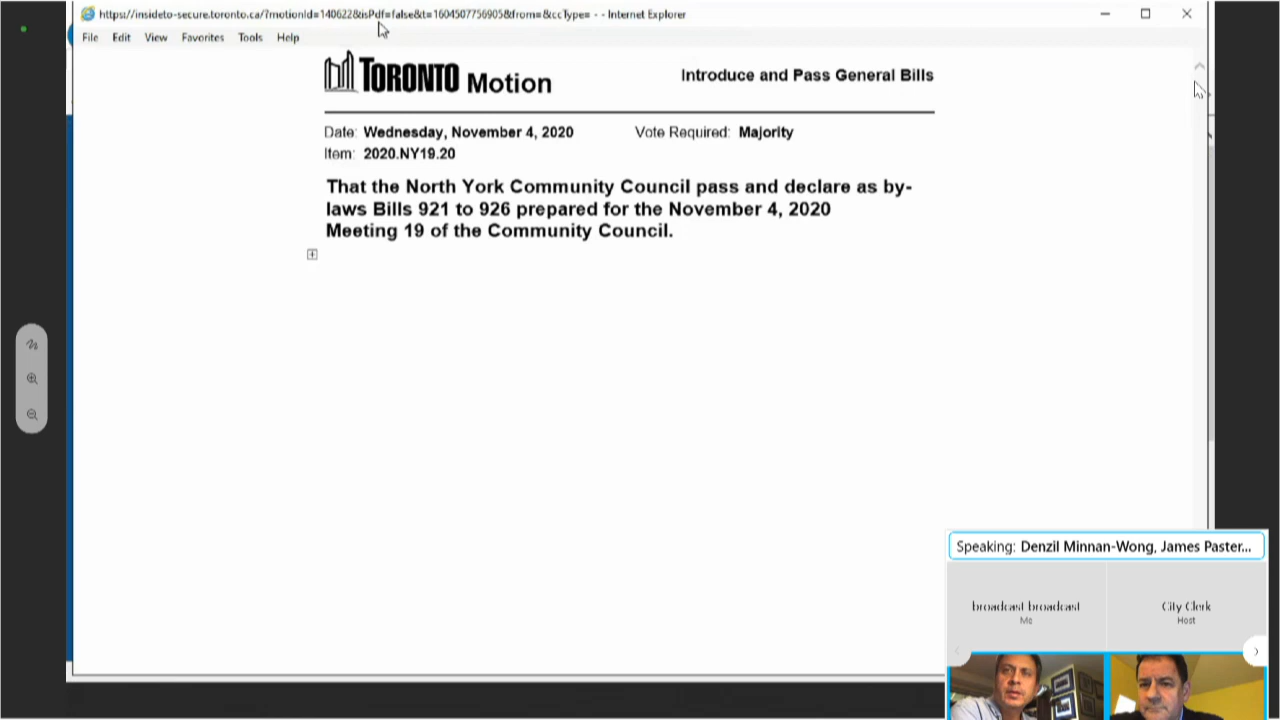 https://insideto-secure.toronto.ca/?motionId=140622&isPdf=false&t=1604507756905&from=&ccType= - - Internet Explorer
File Edit View Favorites Tools Help
TORONTO Motion
Introduce and Pass General Bills
Date: Wednesday, November 4, 2020
Vote Required: Majority
Item: 2020.NY19.20
That the North York Community Council pass and declare as by-
laws Bills 921 to 926 prepared for the November 4, 2020
Meeting 19 of the Community Council.
Speaking: Denzil Minnan-Wong, James Paster...
broadcast broadcast
Me
City Clerk
Host